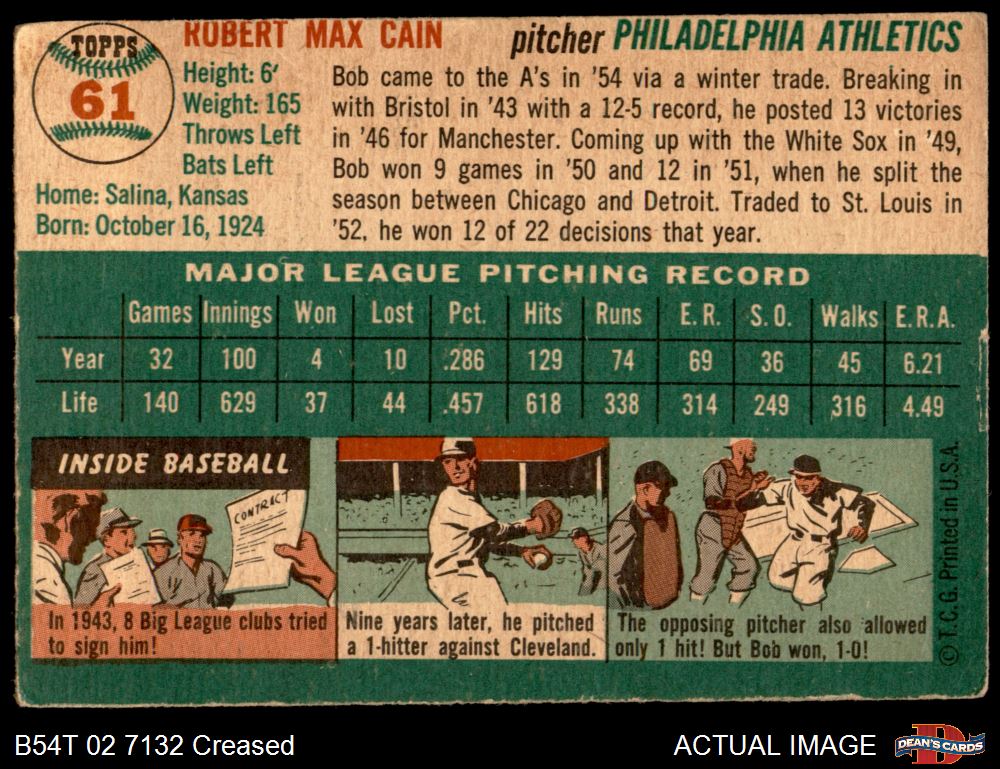 TOPPS
61
ROBERT MAX CAIN pitcher PHILADELPHIA ATHLETICS
Height: 6'
Weight: 165
Throws Left
Bats Left
Home: Salina, Kansas
Born: October 16, 1924
Bob came to the A's in '54 via a winter trade. Breaking in
with Bristol in '43 with a 12-5 record, he posted 13 victories
in '46 for Manchester. Coming up with the White Sox in '49,
Bob won 9 games in '50 and 12 in '51, when he split the
season between Chicago and Detroit. Traded to St. Louis in
'52, he won 12 of 22 decisions that year.
MAJOR LEAGUE PITCHING RECORD
Games Innings Won Lost Pct. Hits Runs E. R. S. O. Walks E.R.A.
Year 32 100 4 10 .286 129 74 69 36 45 6.21
Life 140 629 37 44 .457 618 338 314 249 316 4.49
INSIDE BASEBALL
CONTRACT
In 1943, 8 Big League clubs tried
to sign him!
Nine years later, he pitched
a 1-hitter against Cleveland.
The opposing pitcher also allowed
only 1 hit! But Bob won, 1-0!
© T.C.G. Printed in U.S.A.
B54T 02 7132 Creased
ACTUAL IMAGE
D
DEAN'S CARDS